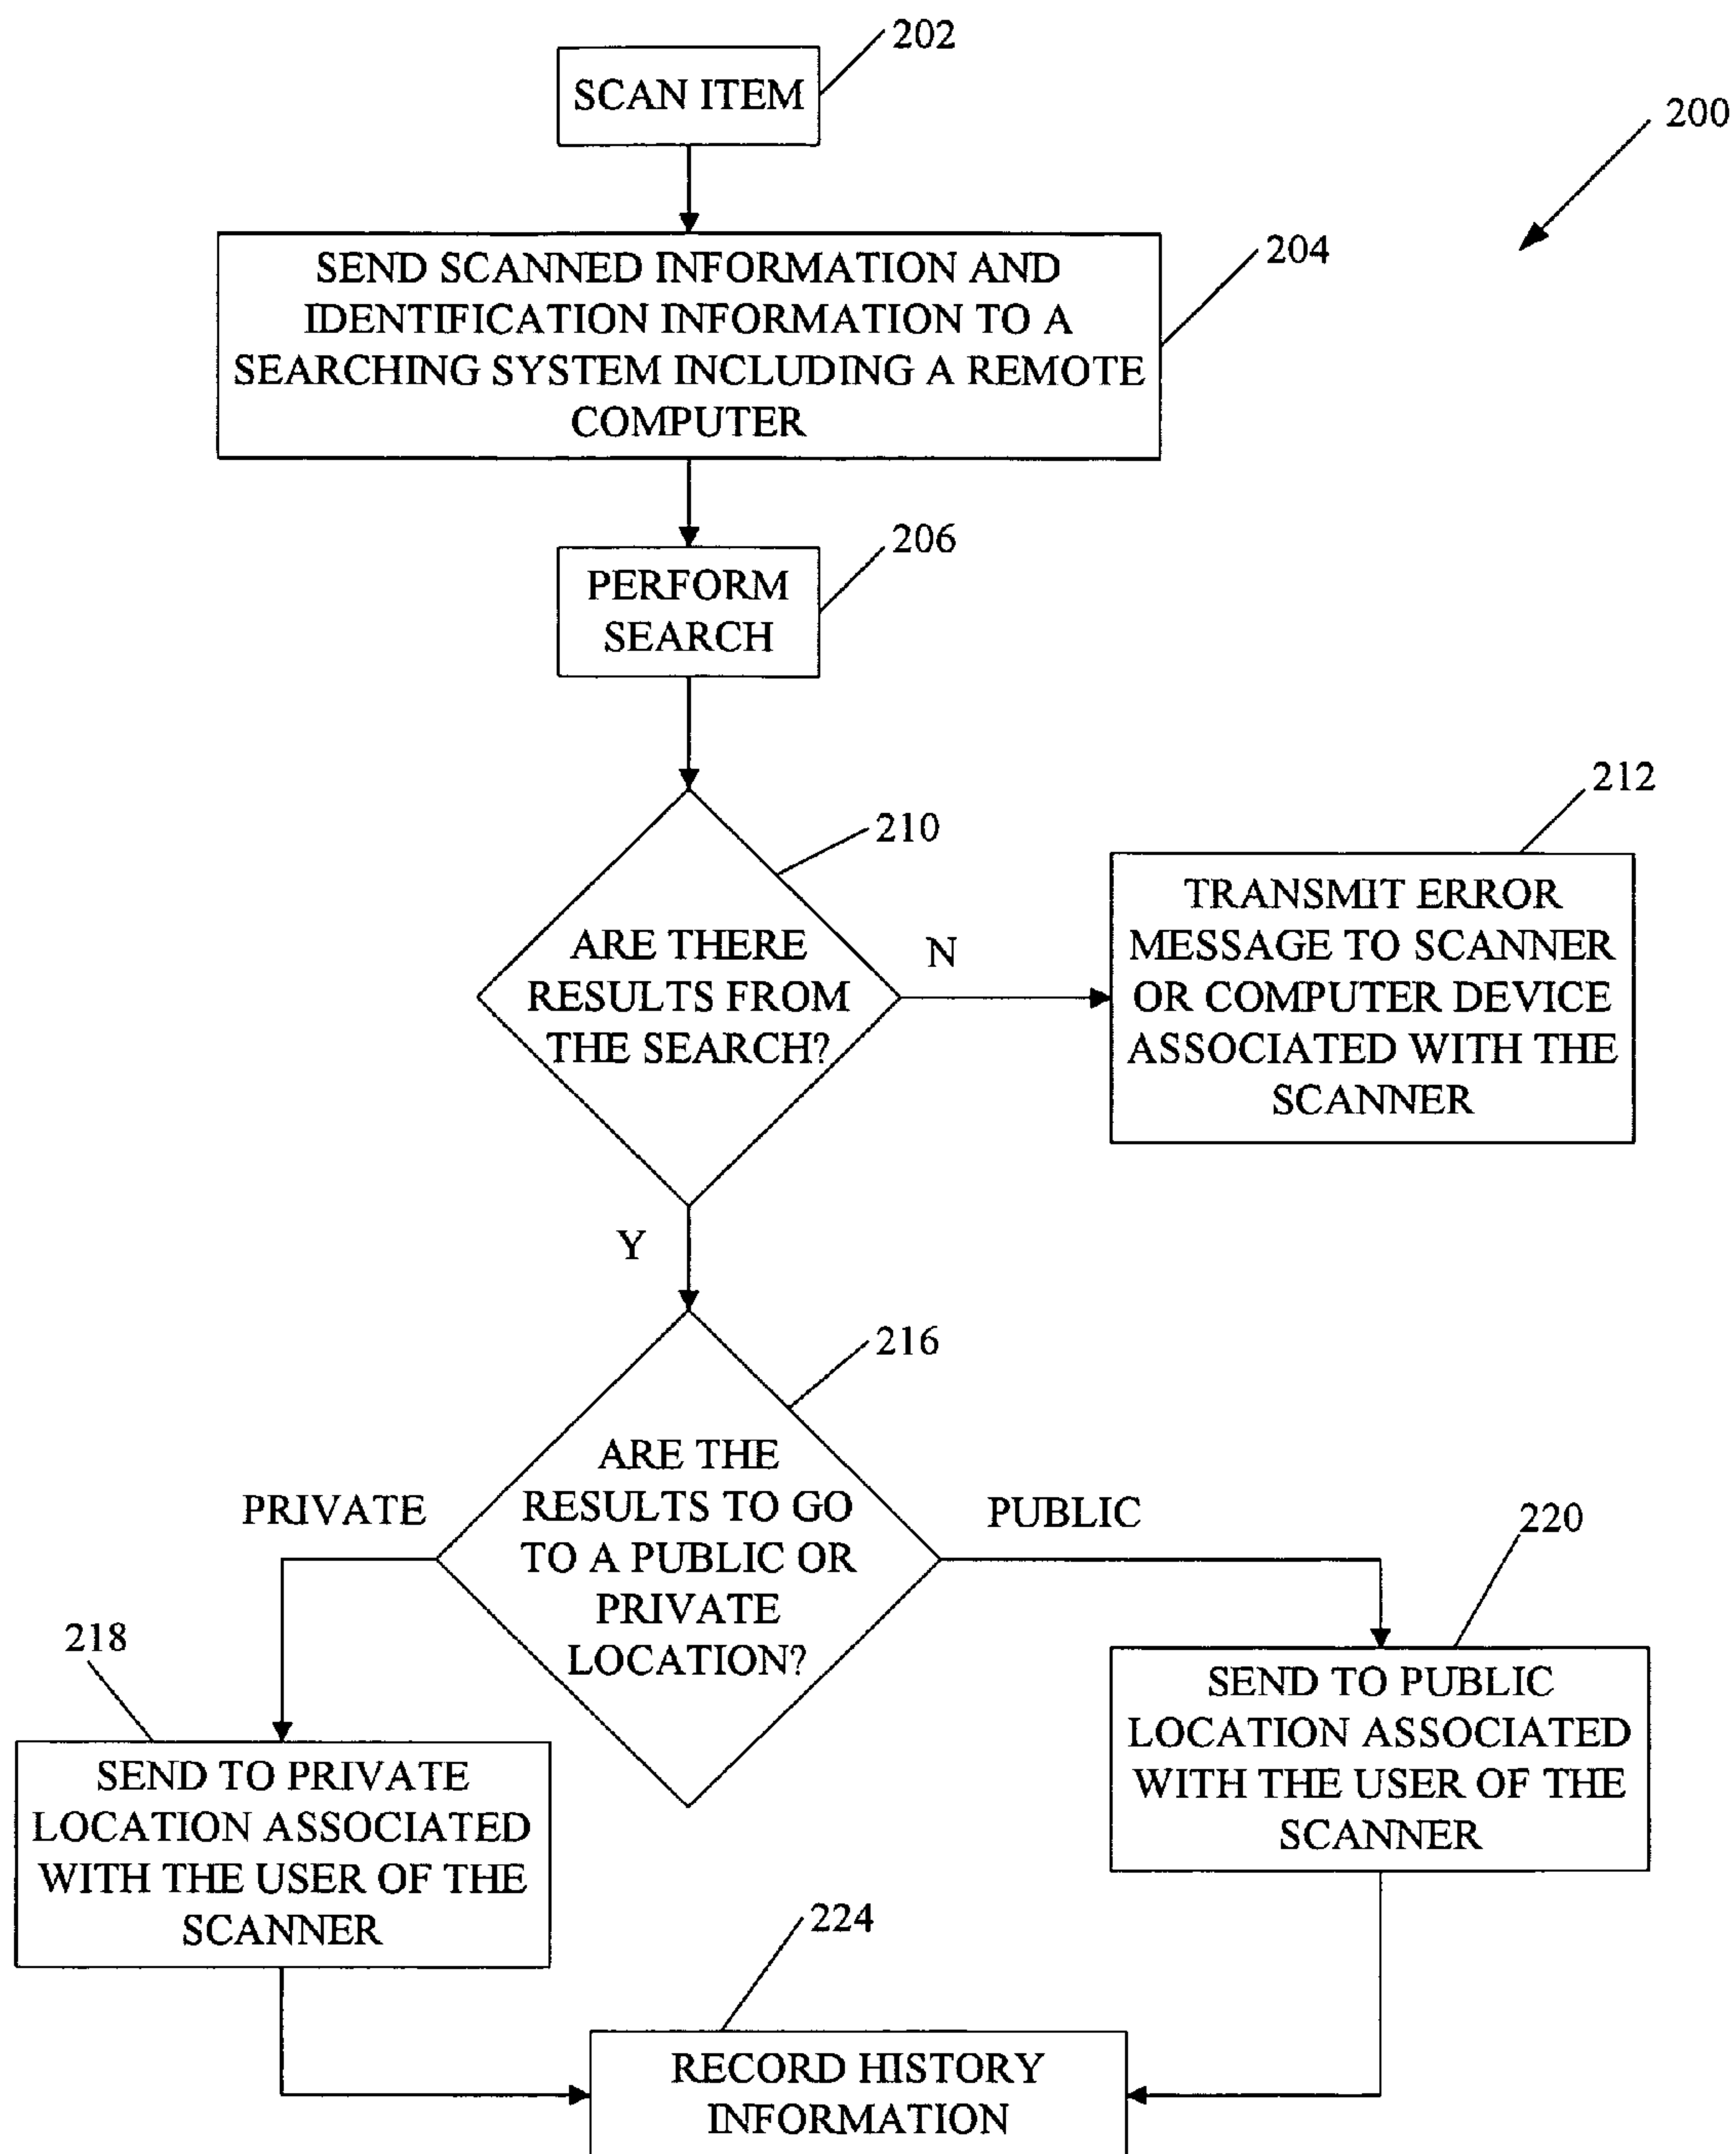 202
SCAN ITEM
200
204
SEND SCANNED INFORMATION AND
IDENTIFICATION INFORMATION TO A
SEARCHING SYSTEM INCLUDING A REMOTE
COMPUTER
206
PERFORM
SEARCH
210
212
ARE THERE
RESULTS FROM
THE SEARCH?
N
TRANSMIT ERROR
MESSAGE TO SCANNER
OR COMPUTER DEVICE
ASSOCIATED WITH THE
SCANNER
Y
216
ARE THE
RESULTS TO GO
TO A PUBLIC OR
PRIVATE
LOCATION?
PRIVATE
PUBLIC
218
220
SEND TO PRIVATE
LOCATION ASSOCIATED
WITH THE USER OF THE
SCANNER
SEND TO PUBLIC
LOCATION ASSOCIATED
WITH THE USER OF THE
SCANNER
224
RECORD HISTORY
INFORMATION